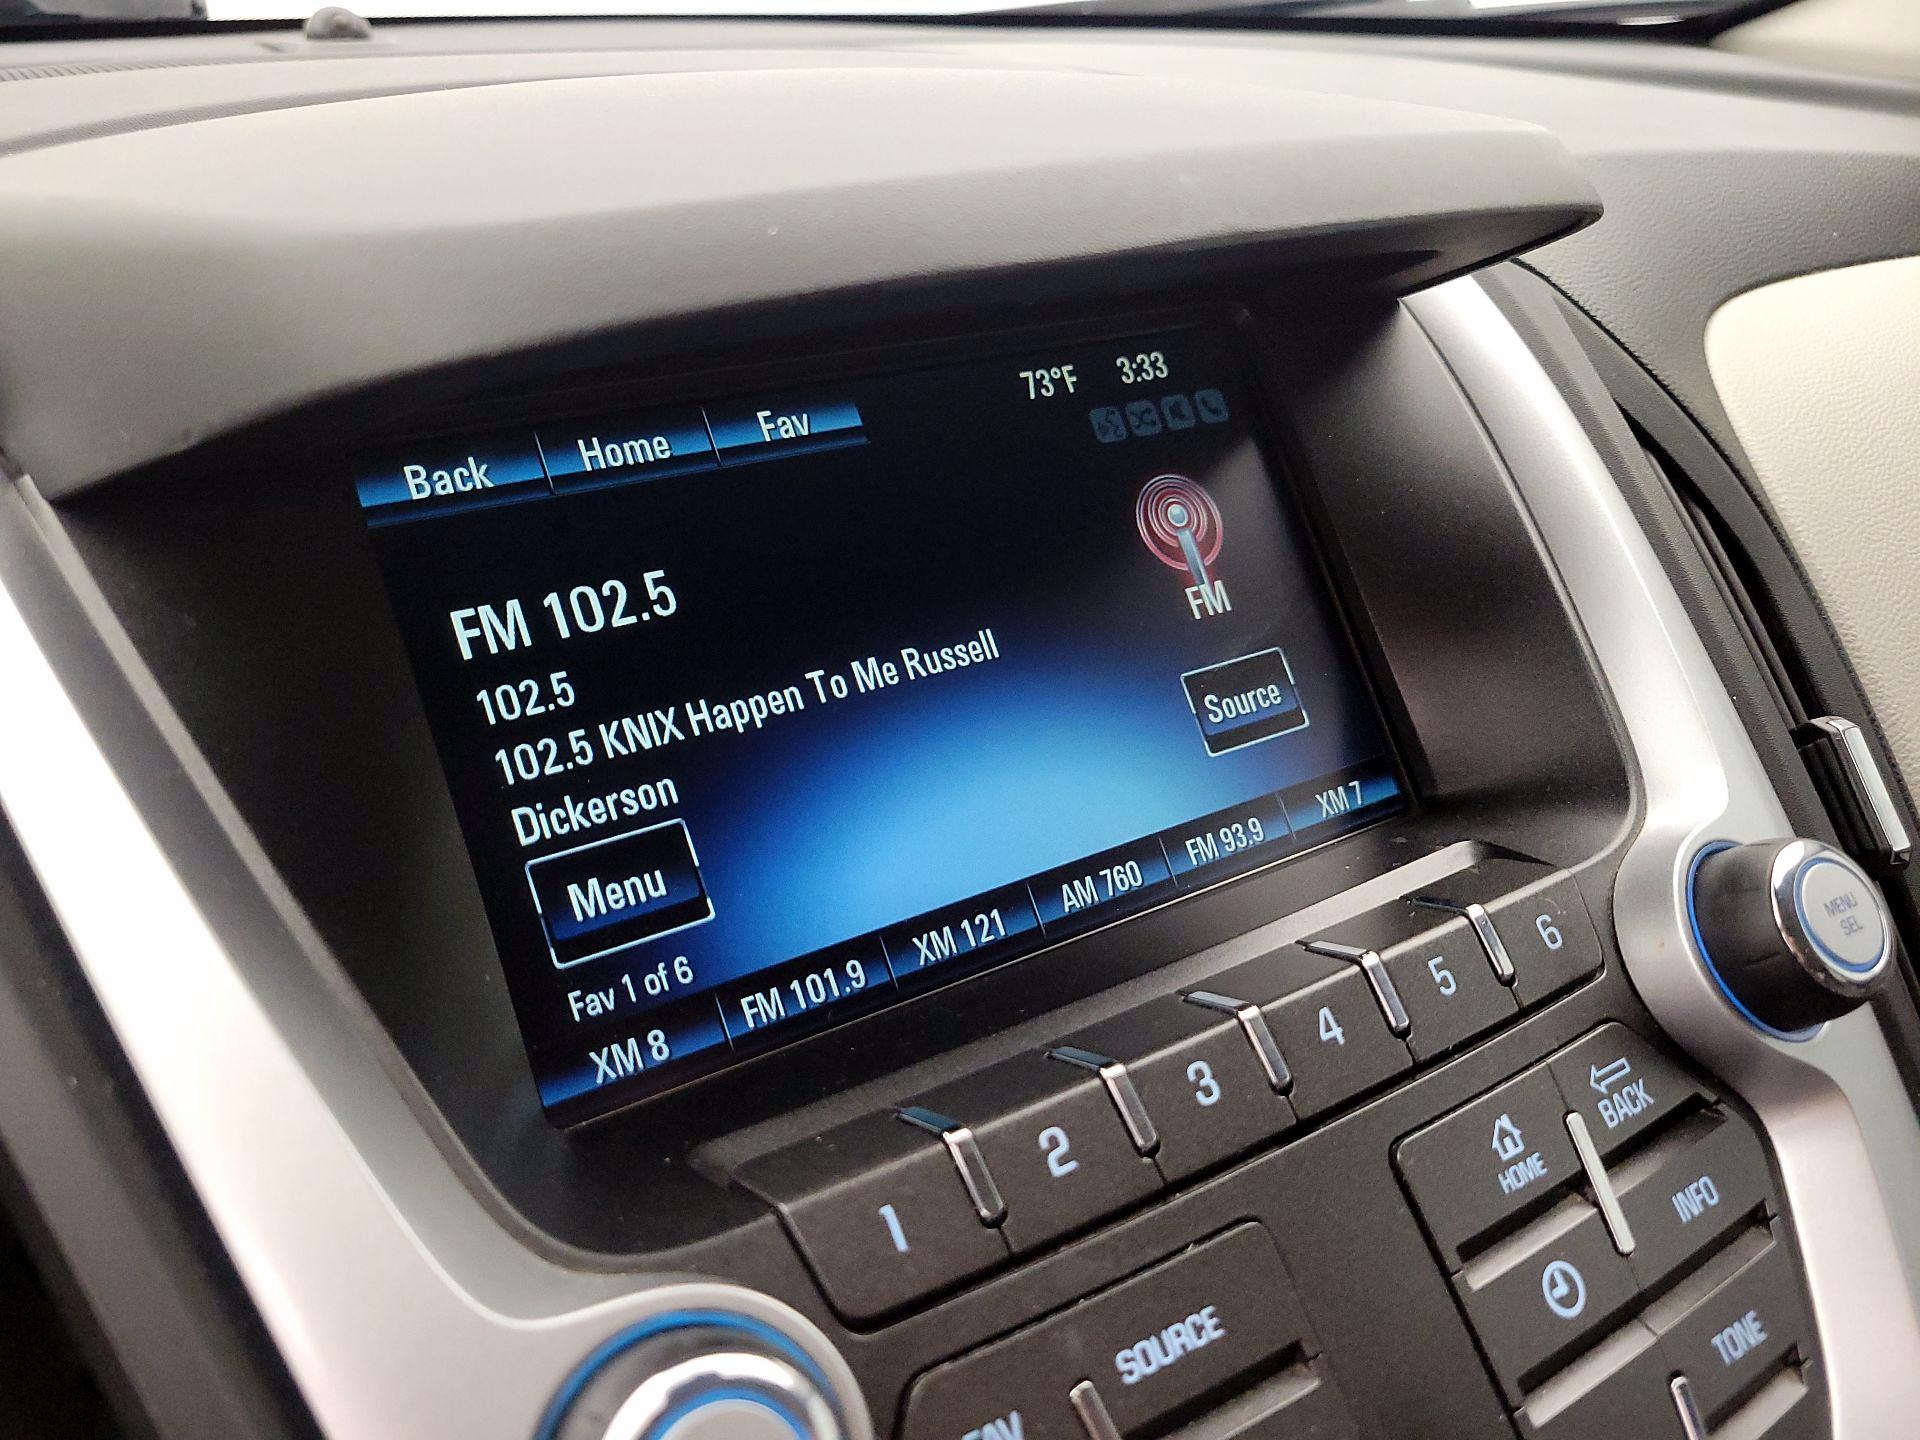 73°F 3:33
Back Home Fav
FM 102.5
FM
102.5
102.5 KNIX Happen To Me Russell
Dickerson
Source
Menu
Fav 1 of 6
XM 8 FM 101.9 XM 121 AM 760 FM 93.9 XM 7
1 2 3 4 5 6
MENU
SEL
HOME
BACK
INFO
SOURCE
TONE
FAV